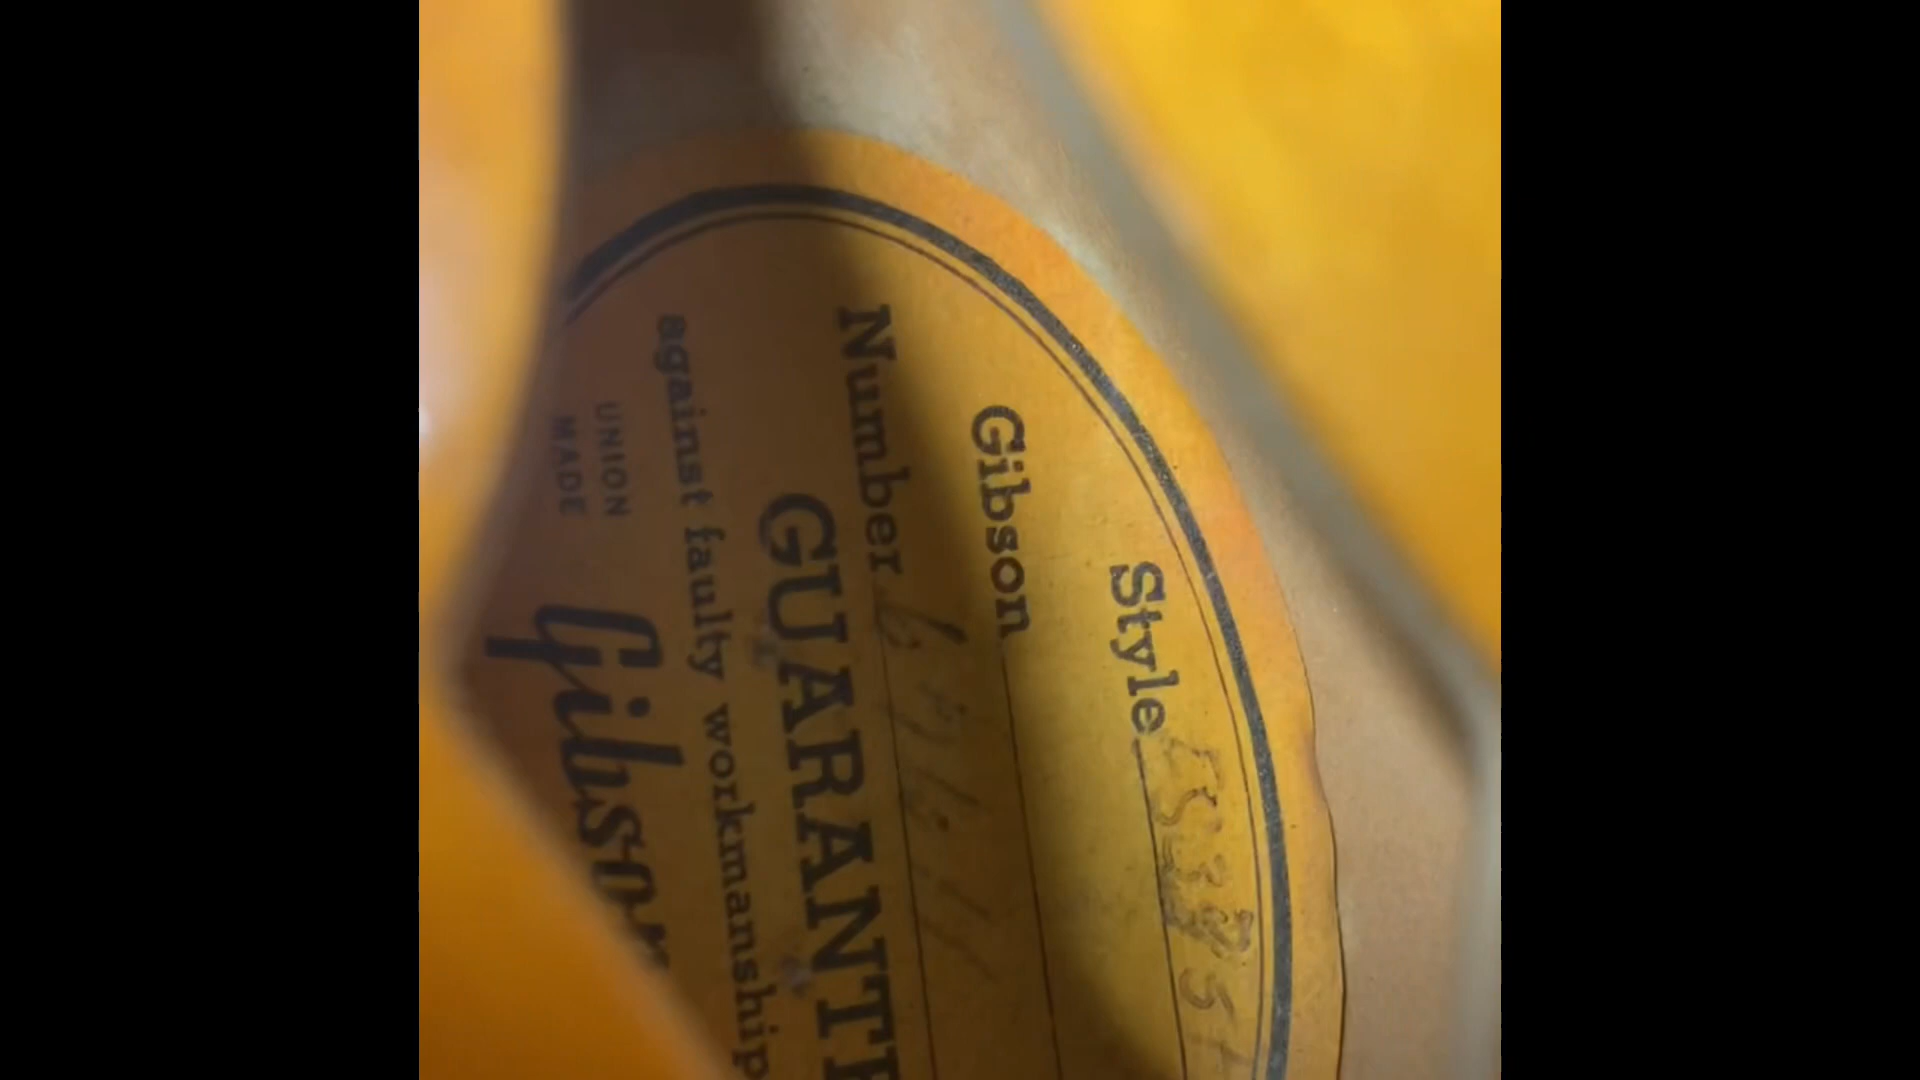 Style
Gibson
Number
GUARANT
against faulty workmanship
UNION
MADE
Gibson